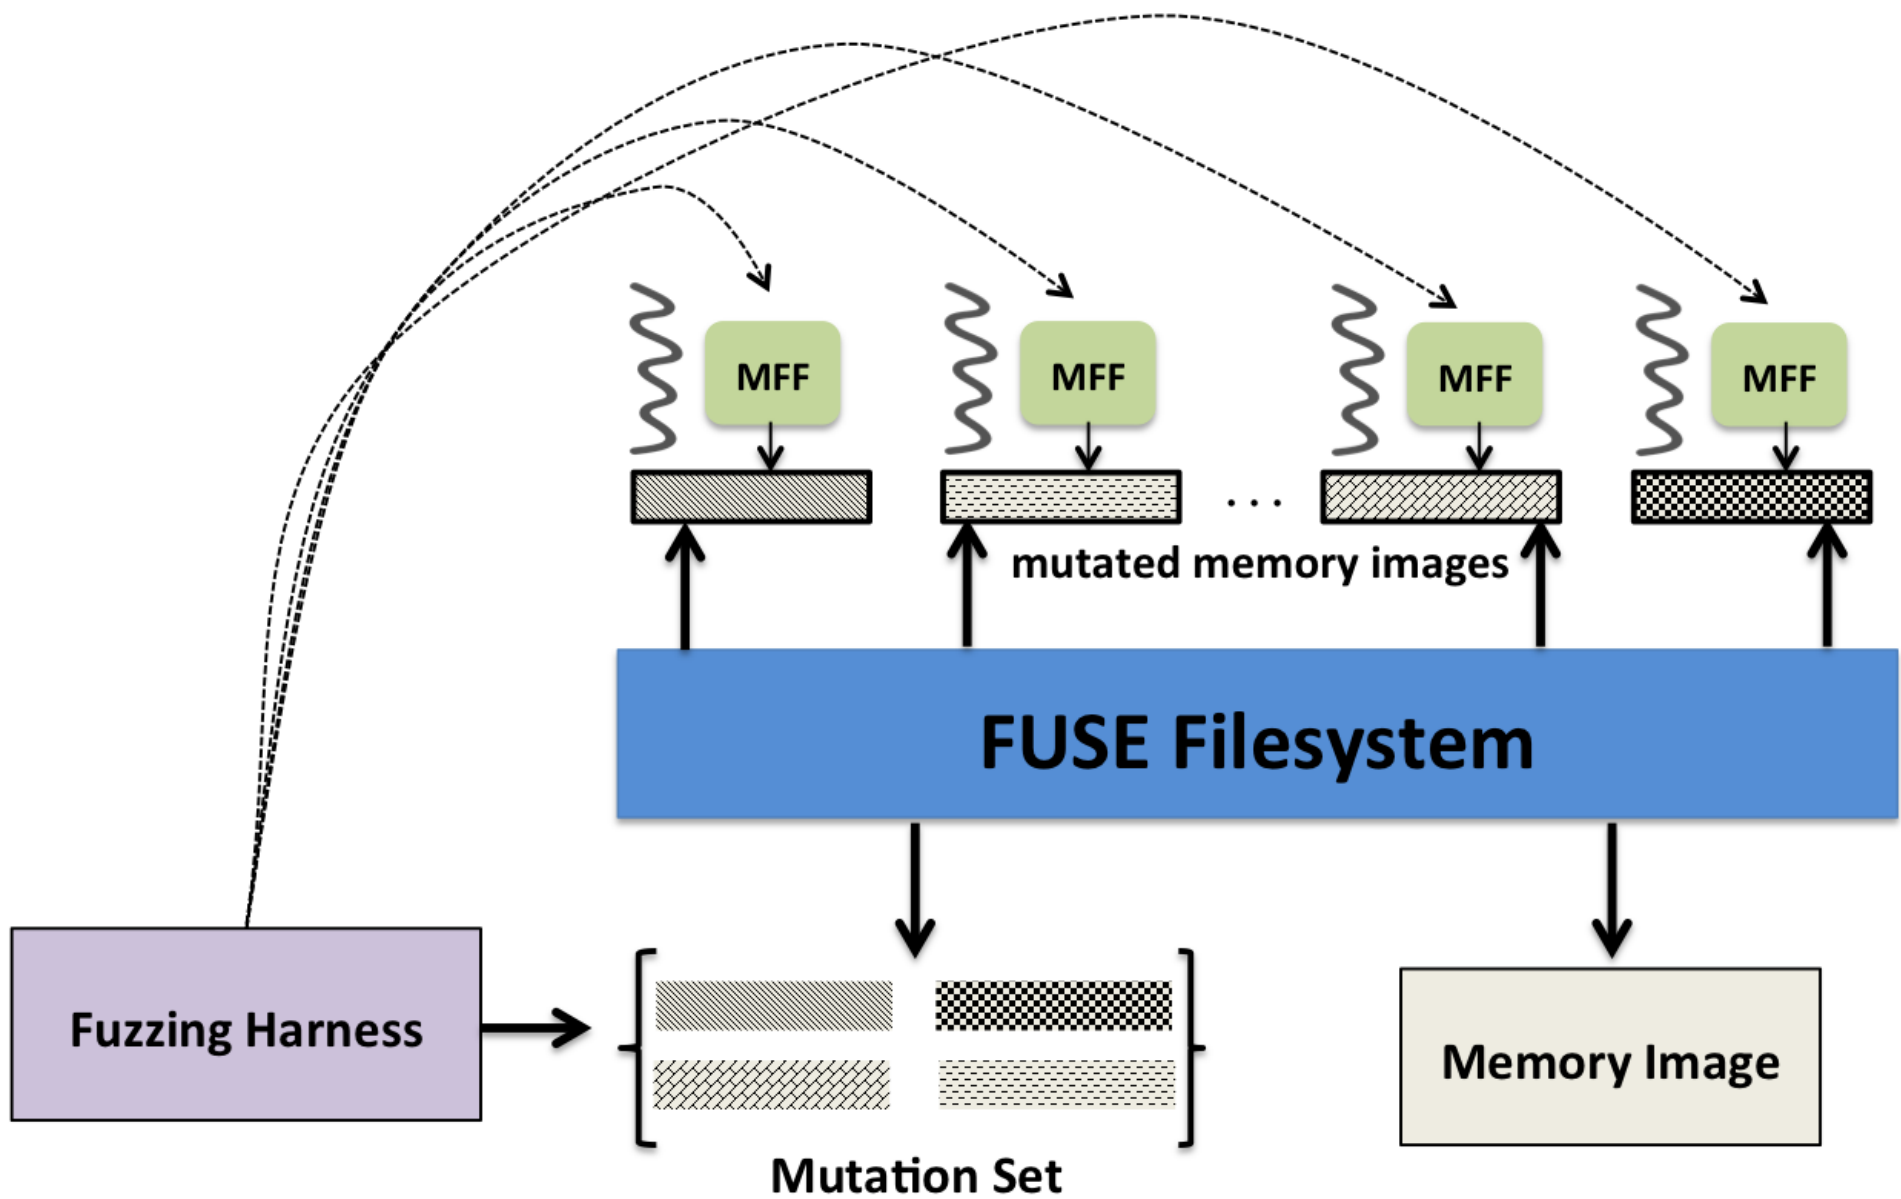 MFF
MFF
MFF
MFF
...
mutated memory images
FUSE Filesystem
Fuzzing Harness
Memory Image
Mutation Set